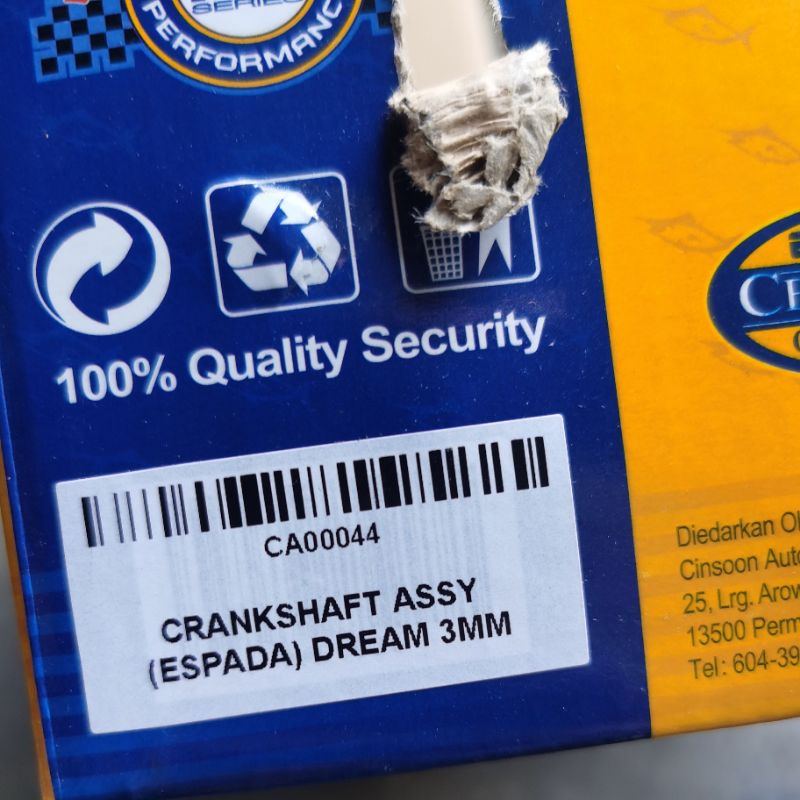 SERIES
PERFORMANC
100% Quality Security
CA00044
CRANKSHAFT ASSY
(ESPADA) DREAM 3MM
Diedarkan Ol
Cinsoon Auto
25, Lrg. Arow
13500 Perm
Tel: 604-39